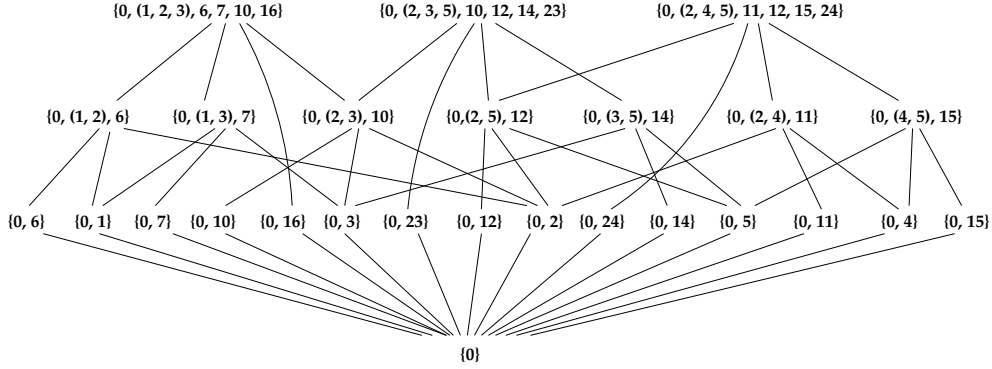 {0, (1, 2, 3), 6, 7, 10, 16} {0, (2, 3, 5), 10, 12, 14, 23} {0, (2, 4, 5), 11, 12, 15, 24}
{0, (1, 2), 6} {0, (1, 3), 7} {0, (2, 3), 10} {0,(2, 5), 12} {0, (3, 5), 14} {0, (2, 4), 11} {0, (4, 5), 15}
{0, 6} {0, 1} {0, 7} {0, 10} {0, 16} {0, 3} {0, 23} {0, 12} {0, 2} {0, 24} {0, 14} {0, 5} {0, 11} {0, 4} {0, 15}
{0}